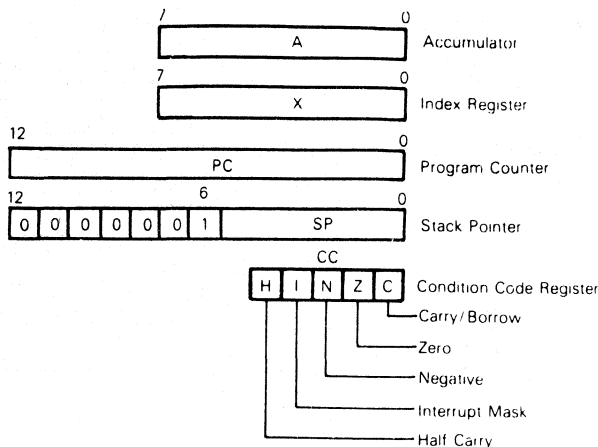 7 0
A Accumulator
7 0
X Index Register
12 0
PC Program Counter
12 6 0
0 0 0 0 0 0 1 SP Stack Pointer
CC
H I N Z C Condition Code Register
Carry/Borrow
Zero
Negative
Interrupt Mask
Half Carry